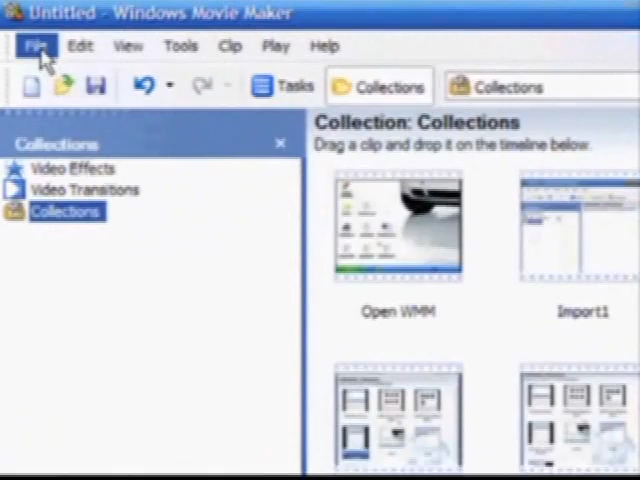 Untitled - Windows Movie Maker
File Edit View Tools Clip Play Help
Tasks Collections Collections
Collections
Collection: Collections
Drag a clip and drop it on the timeline below.
Video Effects
Video Transitions
Collections
Open WMM Import1